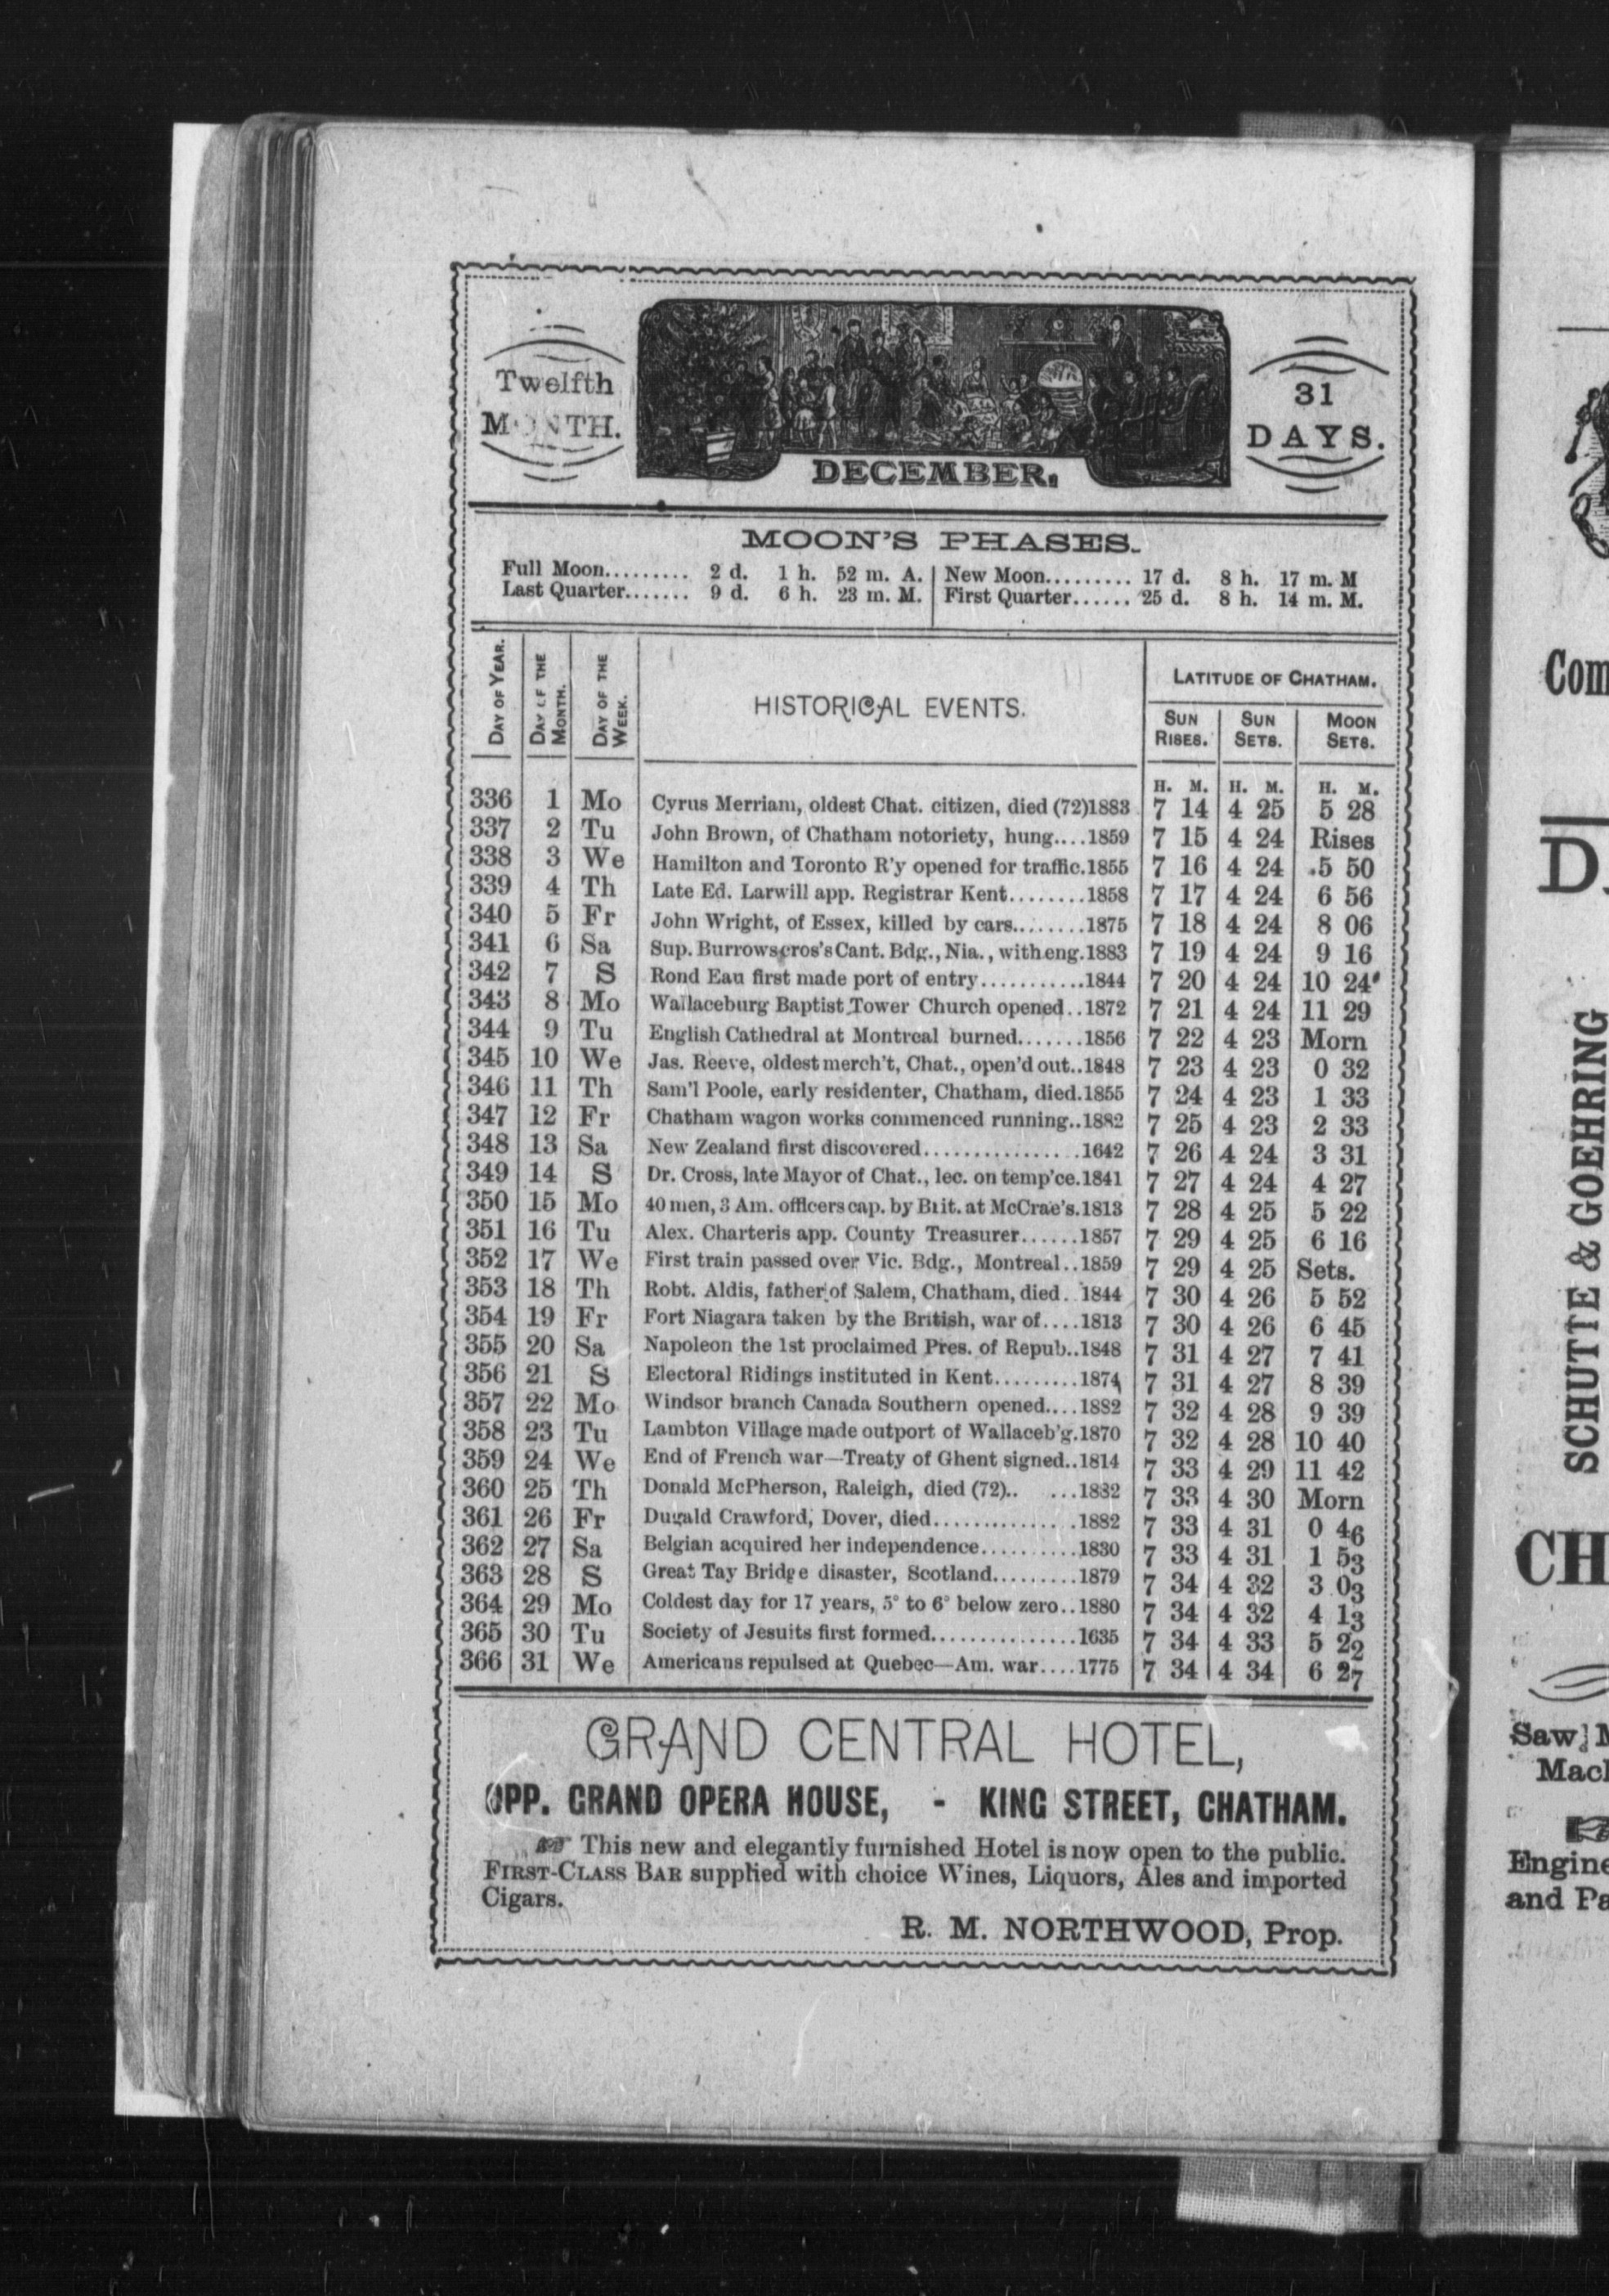 Twelfth
MONTH.
31
DAYS.
DECEMBER.
MOON'S PHASES.
Full Moon......... 2 d. 1 h. 52 m. A. | New Moon......... 17 d. 8 h. 17 m. M
Last Quarter....... 9 d. 6 h. 23 m. M. | First Quarter...... 25 d. 8 h. 14 m. M.
DAY OF YEAR.
DAY OF THE MONTH.
DAY OF THE WEEK.
HISTORICAL EVENTS.
LATITUDE OF CHATHAM.
SUN RISES. SUN SETS. MOON SETS.
H. M. H. M. H. M.
336 1 Mo Cyrus Merriam, oldest Chat. citizen, died (72)1883 7 14 4 25 5 28
337 2 Tu John Brown, of Chatham notoriety, hung....1859 7 15 4 24 Rises
338 3 We Hamilton and Toronto R'y opened for traffic.1855 7 16 4 24 5 50
339 4 Th Late Ed. Larwill app. Registrar Kent........1858 7 17 4 24 6 56
340 5 Fr John Wright, of Essex, killed by cars........1875 7 18 4 24 8 06
341 6 Sa Sup. Burrows cros's Cant. Bdg., Nia., with eng.1883 7 19 4 24 9 16
342 7 S Rond Eau first made port of entry...........1844 7 20 4 24 10 24
343 8 Mo Wallaceburg Baptist Tower Church opened..1872 7 21 4 24 11 29
344 9 Tu English Cathedral at Montreal burned.......1856 7 22 4 23 Morn
345 10 We Jas. Reeve, oldest merch't, Chat., open'd out..1848 7 23 4 23 0 32
346 11 Th Sam'l Poole, early residenter, Chatham, died.1855 7 24 4 23 1 33
347 12 Fr Chatham wagon works commenced running..1882 7 25 4 23 2 33
348 13 Sa New Zealand first discovered................1642 7 26 4 24 3 31
349 14 S Dr. Cross, late Mayor of Chat., lec. on temp'ce.1841 7 27 4 24 4 27
350 15 Mo 40 men, 3 Am. officers cap. by Brit. at McCrae's.1813 7 28 4 25 5 22
351 16 Tu Alex. Charteris app. County Treasurer......1857 7 29 4 25 6 16
352 17 We First train passed over Vic. Bdg., Montreal..1859 7 29 4 25 Sets.
353 18 Th Robt. Aldis, father of Salem, Chatham, died..1844 7 30 4 26 5 52
354 19 Fr Fort Niagara taken by the British, war of....1813 7 30 4 26 6 45
355 20 Sa Napoleon the 1st proclaimed Pres. of Repub..1848 7 31 4 27 7 41
356 21 S Electoral Ridings instituted in Kent.........1874 7 31 4 27 8 39
357 22 Mo Windsor branch Canada Southern opened....1882 7 32 4 28 9 39
358 23 Tu Lambton Village made outport of Wallaceb'g.1870 7 32 4 28 10 40
359 24 We End of French war—Treaty of Ghent signed..1814 7 33 4 29 11 42
360 25 Th Donald McPherson, Raleigh, died (72).. ...1882 7 33 4 30 Morn
361 26 Fr Dugald Crawford, Dover, died...............1882 7 33 4 31 0 46
362 27 Sa Belgian acquired her independence..........1830 7 33 4 31 1 53
363 28 S Great Tay Bridge disaster, Scotland.........1879 7 34 4 32 3 03
364 29 Mo Coldest day for 17 years, 5° to 6° below zero..1880 7 34 4 32 4 13
365 30 Tu Society of Jesuits first formed...............1635 7 34 4 33 5 22
366 31 We Americans repulsed at Quebec—Am. war....1775 7 34 4 34 6 27
GRAND CENTRAL HOTEL,
OPP. GRAND OPERA HOUSE, - KING STREET, CHATHAM.
☞ This new and elegantly furnished Hotel is now open to the public.
FIRST-CLASS BAR supplied with choice Wines, Liquors, Ales and imported
Cigars.
R. M. NORTHWOOD, Prop.
Com
D.
SCHUTTE & GOEHRING
CH
Saw M
Mac
Engine
and Pa